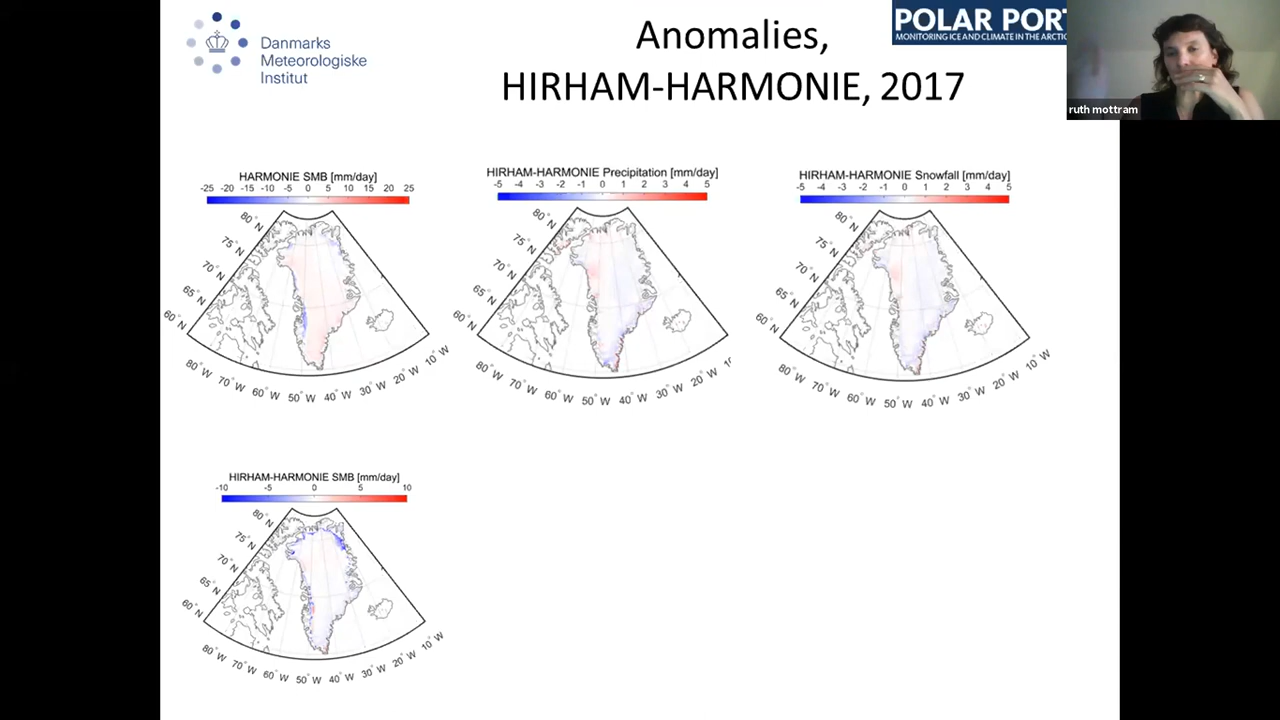 Danmarks
Meteorologiske
Institut
Anomalies,
HIRHAM-HARMONIE, 2017
POLAR POR
MONITORING ICE AND CLIMATE IN THE ARCTIC
ruth mottram
HARMONIE SMB [mm/day]
-25 -20 -15 -10 -5 0 5 10 15 20 25
80° N
75° N
70° N
65° N
60° N
80° W 70° W 60° W 50° W 40° W 30° W 20° W 10° W
HIRHAM-HARMONIE Precipitation [mm/day]
-5 -4 -3 -2 -1 0 1 2 3 4 5
80° N
75° N
70° N
65° N
60° N
80° W 70° W 60° W 50° W 40° W 30° W 20° W 1
HIRHAM-HARMONIE Snowfall [mm/day]
-5 -4 -3 -2 -1 0 1 2 3 4 5
80° N
75° N
70° N
65° N
60° N
80° W 70° W 60° W 50° W 40° W 30° W 20° W 10° W
HIRHAM-HARMONIE SMB [mm/day]
-10 -5 0 5 10
80° N
75° N
70° N
65° N
60° N
80° W 70° W 60° W 50° W 40° W 30° W 20° W 10° W